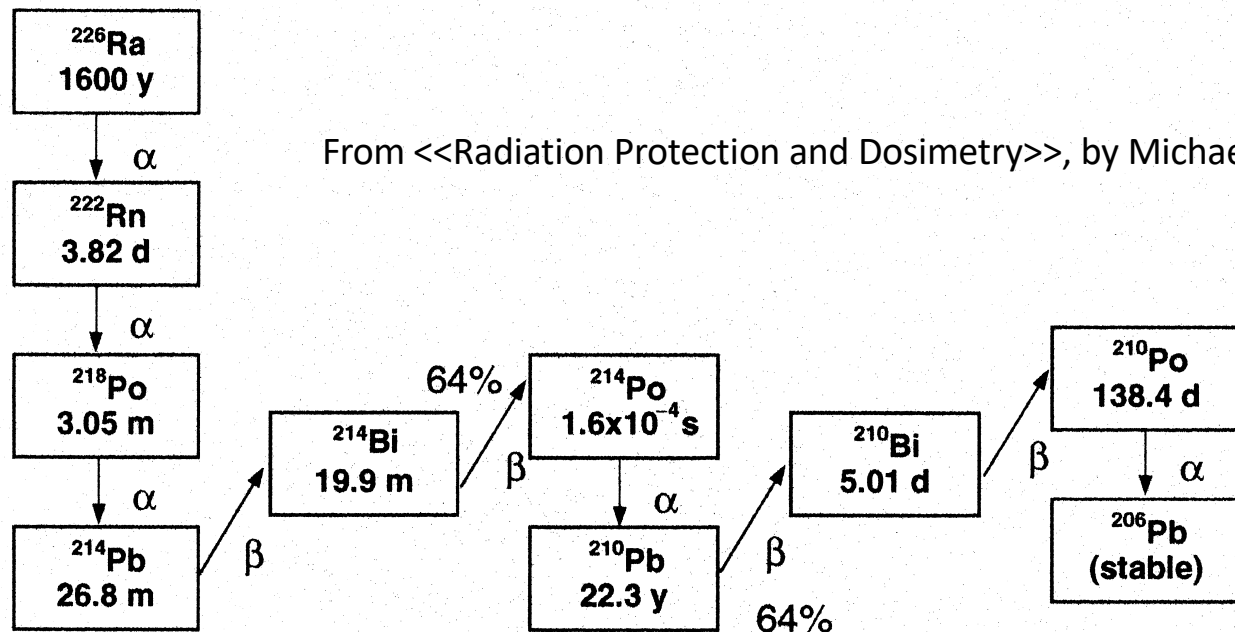 226Ra
1600 y
α
From <<Radiation Protection and Dosimetry>>, by Michae
222Rn
3.82 d
α
218Po
3.05 m
α
214Pb
26.8 m
β
214Bi
19.9 m
64%
β
214Po
1.6x10⁻⁴s
α
210Pb
22.3 y
β
64%
210Bi
5.01 d
β
210Po
138.4 d
α
206Pb
(stable)